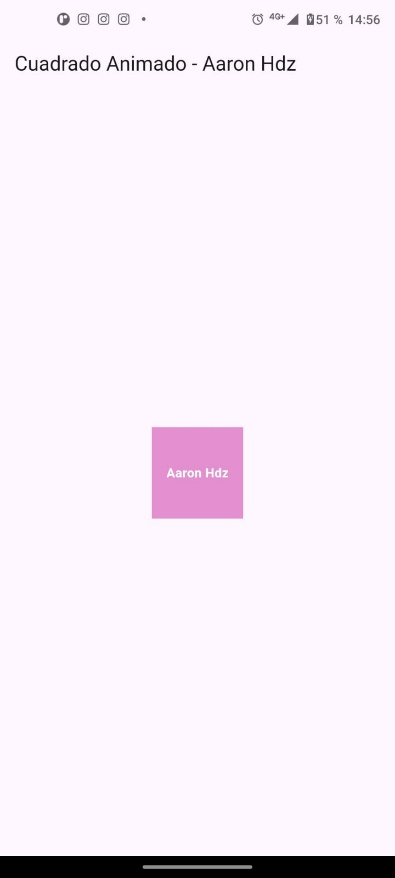 4G+ 51 % 14:56
Cuadrado Animado - Aaron Hdz
Aaron Hdz